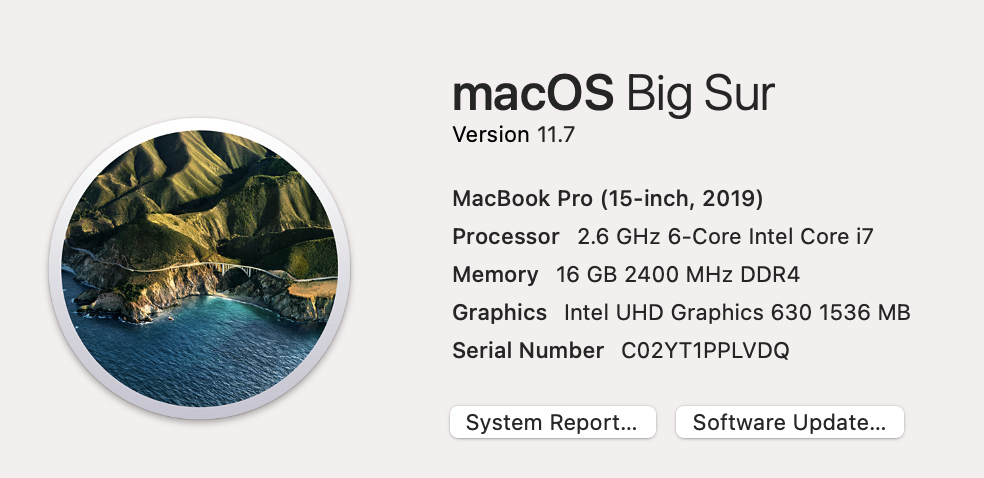 macOS Big Sur
Version 11.7
MacBook Pro (15-inch, 2019)
Processor 2.6 GHz 6-Core Intel Core i7
Memory 16 GB 2400 MHz DDR4
Graphics Intel UHD Graphics 630 1536 MB
Serial Number C02YT1PPLVDQ
System Report...
Software Update...